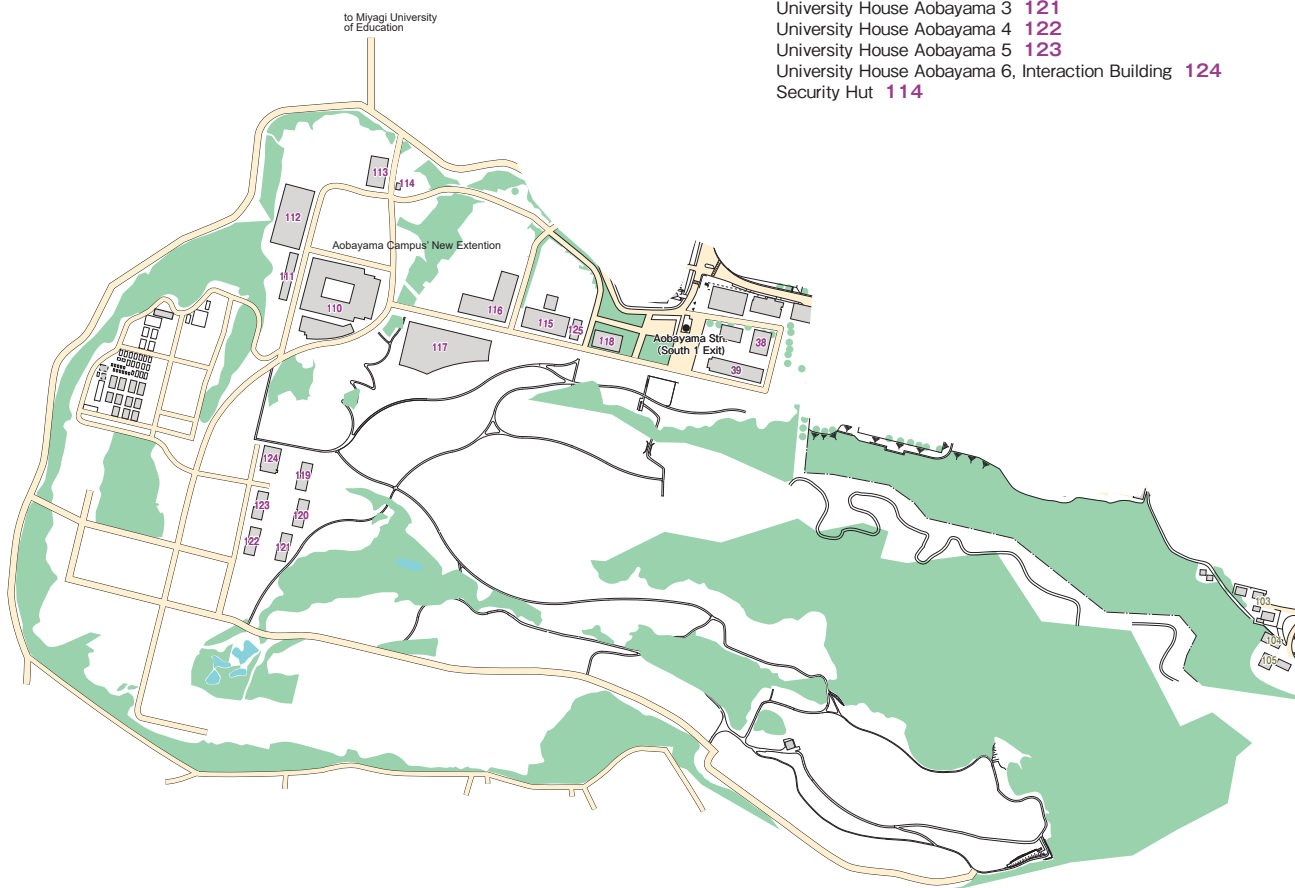 to Miyagi University
of Education
University House Aobayama 3 121
University House Aobayama 4 122
University House Aobayama 5 123
University House Aobayama 6, Interaction Building 124
Security Hut 114
113
114
112
Aobayama Campus' New Extention
111
110
116
115
125
117
118
Aobayama Stn.
(South 1 Exit)
38
39
124
119
123
120
122
121
103
104
105